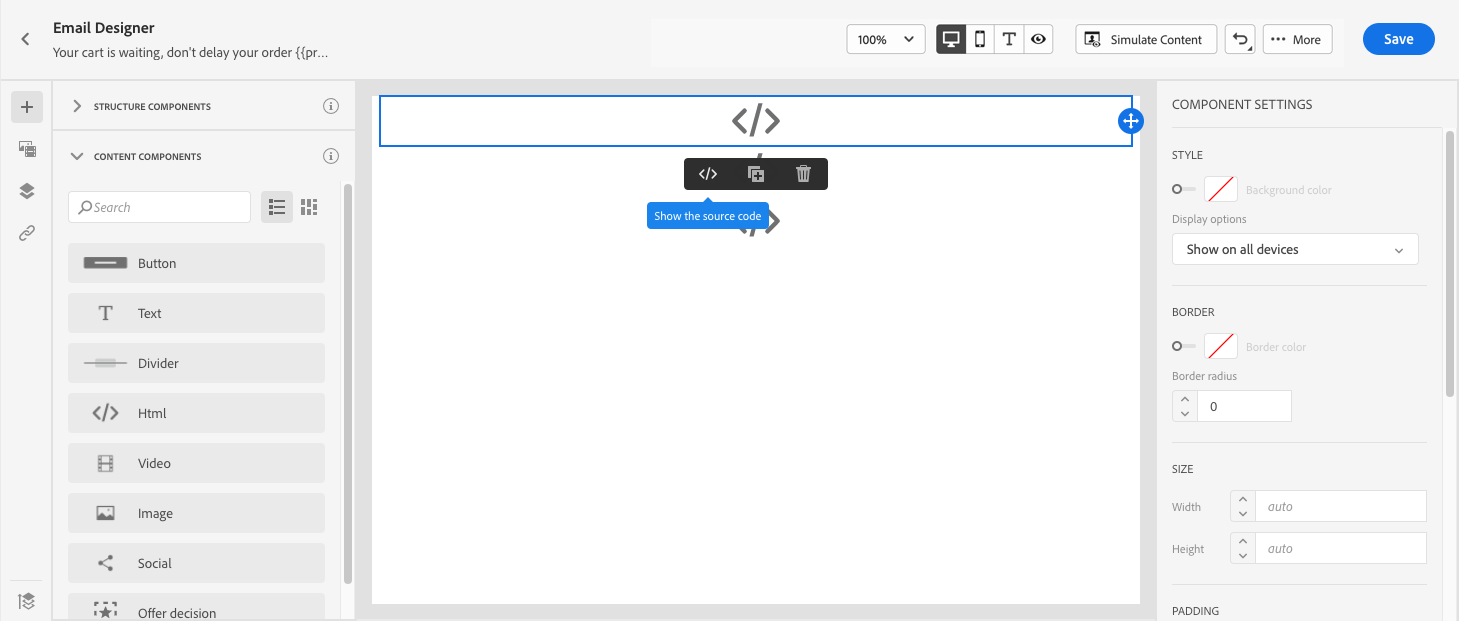 Email Designer
Your cart is waiting, don't delay your order {{pr...
100%
Simulate Content
More
Save
STRUCTURE COMPONENTS
CONTENT COMPONENTS
Search
Button
Text
Divider
Html
Video
Image
Social
Offer decision
Show the source code
COMPONENT SETTINGS
STYLE
Background color
Display options
Show on all devices
BORDER
Border color
Border radius
0
SIZE
Width
auto
Height
auto
PADDING